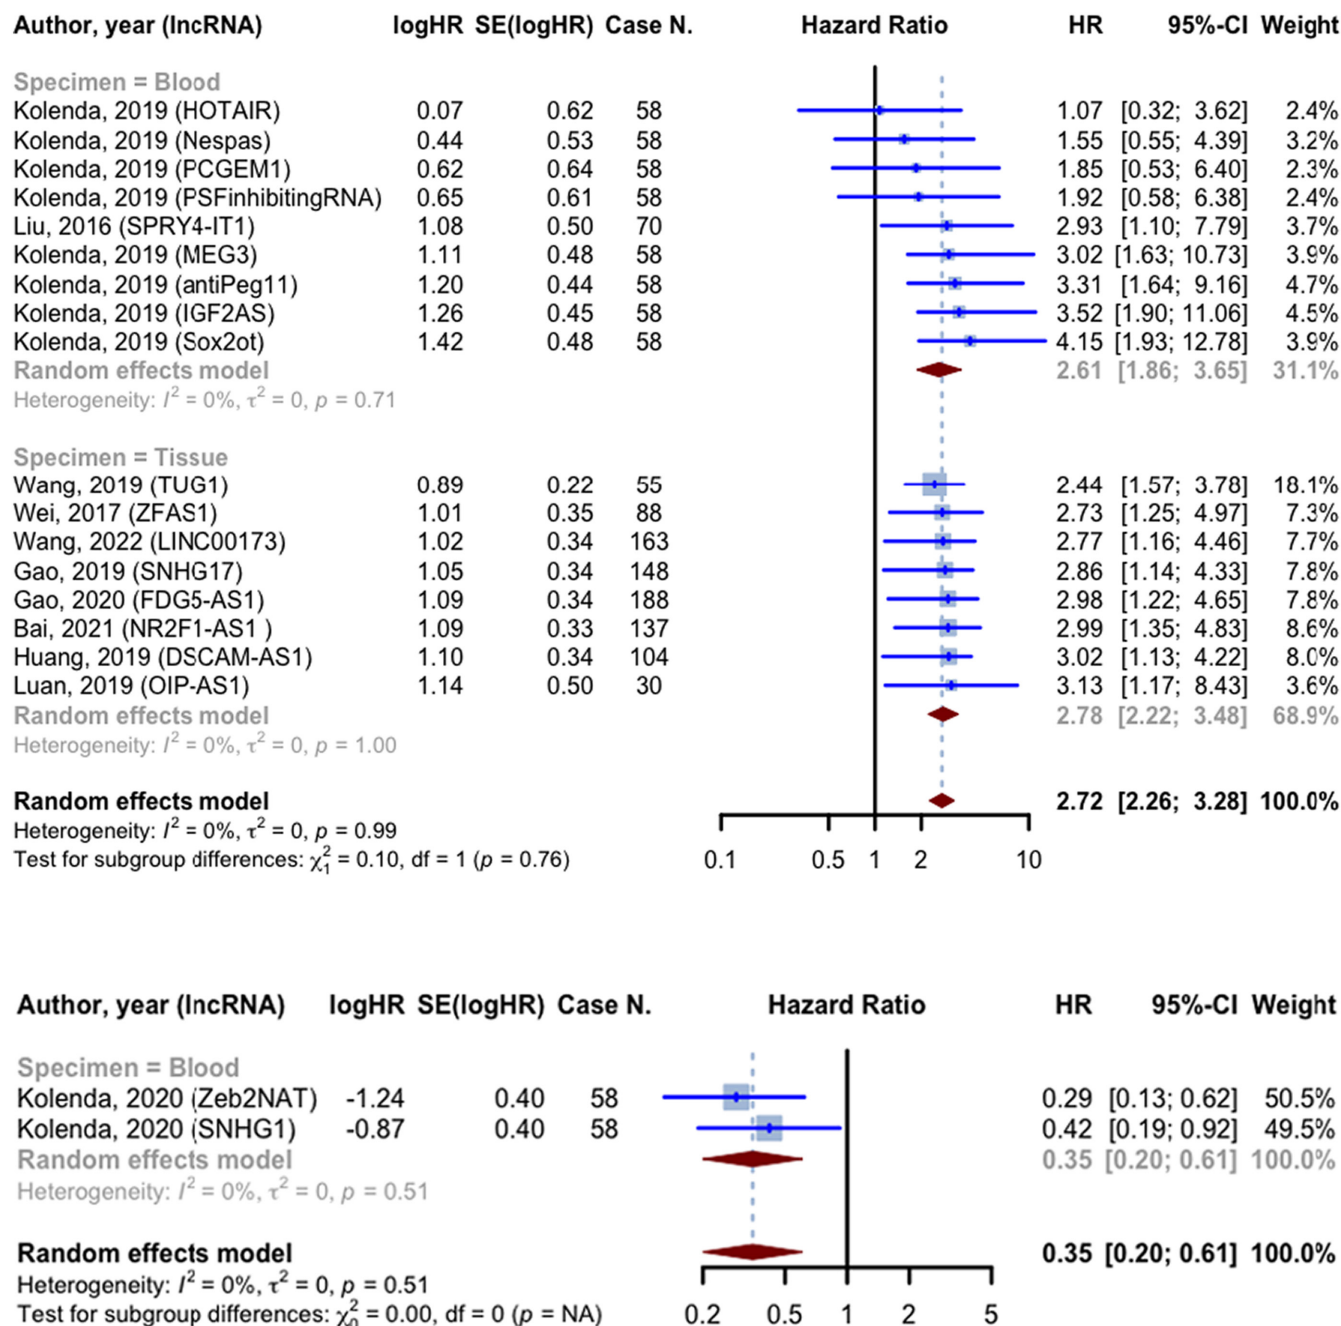 Author, year (lncRNA) logHR SE(logHR) Case N. Hazard Ratio HR 95%-CI Weight
Specimen = Blood
Kolenda, 2019 (HOTAIR) 0.07 0.62 58 1.07 [0.32; 3.62] 2.4%
Kolenda, 2019 (Nespas) 0.44 0.53 58 1.55 [0.55; 4.39] 3.2%
Kolenda, 2019 (PCGEM1) 0.62 0.64 58 1.85 [0.53; 6.40] 2.3%
Kolenda, 2019 (PSFinhibitingRNA) 0.65 0.61 58 1.92 [0.58; 6.38] 2.4%
Liu, 2016 (SPRY4-IT1) 1.08 0.50 70 2.93 [1.10; 7.79] 3.7%
Kolenda, 2019 (MEG3) 1.11 0.48 58 3.02 [1.63; 10.73] 3.9%
Kolenda, 2019 (antiPeg11) 1.20 0.44 58 3.31 [1.64; 9.16] 4.7%
Kolenda, 2019 (IGF2AS) 1.26 0.45 58 3.52 [1.90; 11.06] 4.5%
Kolenda, 2019 (Sox2ot) 1.42 0.48 58 4.15 [1.93; 12.78] 3.9%
Random effects model 2.61 [1.86; 3.65] 31.1%
Heterogeneity: I² = 0%, τ² = 0, p = 0.71
Specimen = Tissue
Wang, 2019 (TUG1) 0.89 0.22 55 2.44 [1.57; 3.78] 18.1%
Wei, 2017 (ZFAS1) 1.01 0.35 88 2.73 [1.25; 4.97] 7.3%
Wang, 2022 (LINC00173) 1.02 0.34 163 2.77 [1.16; 4.46] 7.7%
Gao, 2019 (SNHG17) 1.05 0.34 148 2.86 [1.14; 4.33] 7.8%
Gao, 2020 (FDG5-AS1) 1.09 0.34 188 2.98 [1.22; 4.65] 7.8%
Bai, 2021 (NR2F1-AS1 ) 1.09 0.33 137 2.99 [1.35; 4.83] 8.6%
Huang, 2019 (DSCAM-AS1) 1.10 0.34 104 3.02 [1.13; 4.22] 8.0%
Luan, 2019 (OIP-AS1) 1.14 0.50 30 3.13 [1.17; 8.43] 3.6%
Random effects model 2.78 [2.22; 3.48] 68.9%
Heterogeneity: I² = 0%, τ² = 0, p = 1.00
Random effects model 2.72 [2.26; 3.28] 100.0%
Heterogeneity: I² = 0%, τ² = 0, p = 0.99
Test for subgroup differences: χ²₁ = 0.10, df = 1 (p = 0.76)
0.1 0.5 1 2 10
Author, year (lncRNA) logHR SE(logHR) Case N. Hazard Ratio HR 95%-CI Weight
Specimen = Blood
Kolenda, 2020 (Zeb2NAT) -1.24 0.40 58 0.29 [0.13; 0.62] 50.5%
Kolenda, 2020 (SNHG1) -0.87 0.40 58 0.42 [0.19; 0.92] 49.5%
Random effects model 0.35 [0.20; 0.61] 100.0%
Heterogeneity: I² = 0%, τ² = 0, p = 0.51
Random effects model 0.35 [0.20; 0.61] 100.0%
Heterogeneity: I² = 0%, τ² = 0, p = 0.51
Test for subgroup differences: χ²₀ = 0.00, df = 0 (p = NA)
0.2 0.5 1 2 5